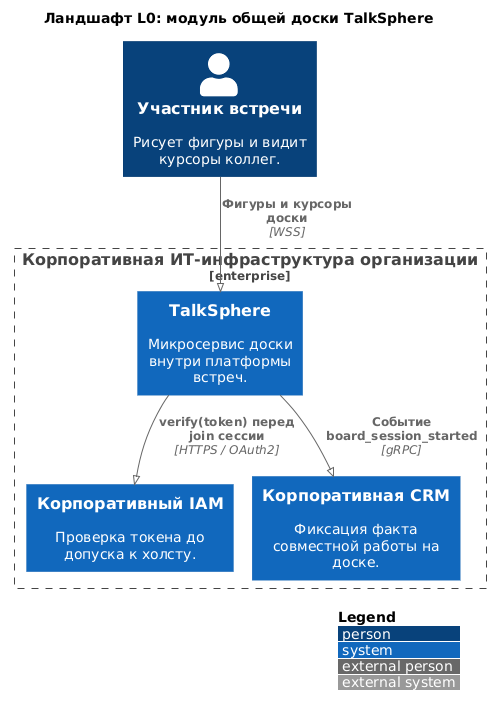 Ландшафт L0: модуль общей доски TalkSphere
Участник встречи
Рисует фигуры и видит
курсоры коллег.
Фигуры и курсоры
доски
[WSS]
Корпоративная ИТ-инфраструктура организации
[enterprise]
TalkSphere
Микросервис доски
внутри платформы
встреч.
verify(token) перед
join сессии
[HTTPS / OAuth2]
Событие
board_session_started
[gRPC]
Корпоративный IAM
Проверка токена до
допуска к холсту.
Корпоративная CRM
Фиксация факта
совместной работы на
доске.
Legend
person
system
external person
external system